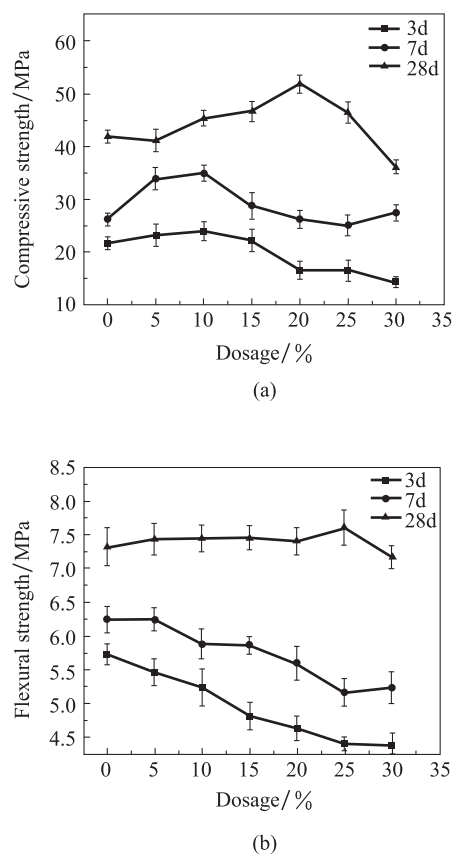 3d
7d
28d
60
50
40
30
20
10
Compressive strength/MPa
0 5 10 15 20 25 30 35
Dosage/%
(a)
3d
7d
28d
8.5
8.0
7.5
7.0
6.5
6.0
5.5
5.0
4.5
Flexural strength/MPa
0 5 10 15 20 25 30 35
Dosage/%
(b)